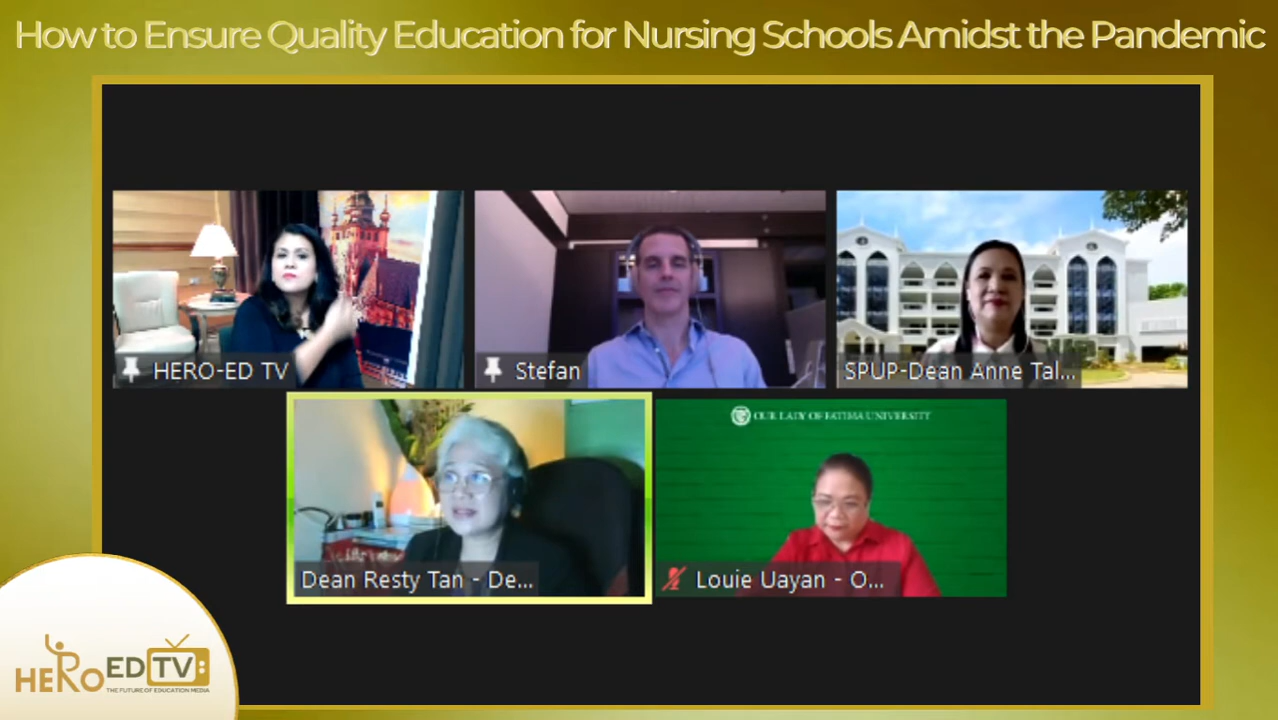 How to Ensure Quality Education for Nursing Schools Amidst the Pandemic
HERO-ED TV
Stefan
SPUP-Dean Anne Tal...
OUR LADY OF FATIMA UNIVERSITY
Dean Resty Tan - De...
Louie Uayan - O...
HERO ED TV
THE FUTURE OF EDUCATION MEDIA